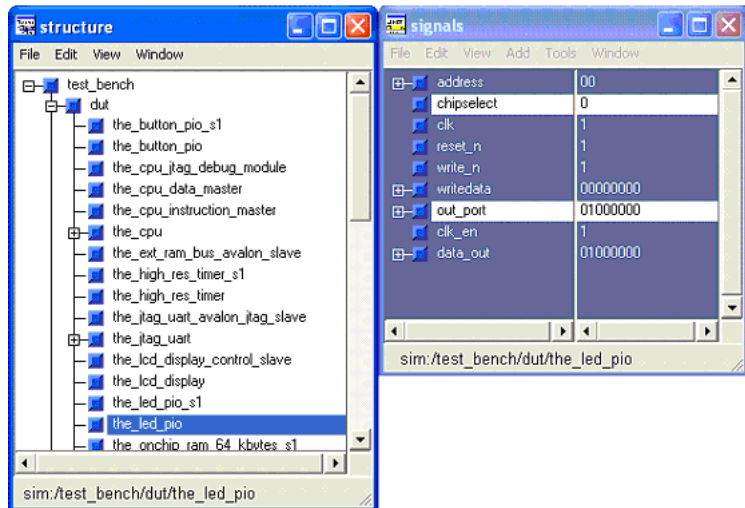 structure
File Edit View Window
test_bench
dut
the_button_pio_s1
the_button_pio
the_cpu_jtag_debug_module
the_cpu_data_master
the_cpu_instruction_master
the_cpu
the_ext_ram_bus_avalon_slave
the_high_res_timer_s1
the_high_res_timer
the_jtag_uart_avalon_jtag_slave
the_jtag_uart
the_lcd_display_control_slave
the_lcd_display
the_led_pio_s1
the_led_pio
the_onchip_ram_64_kbytes_s1
sim:/test_bench/dut/the_led_pio
signals
File Edit View Add Tools Window
address 00
chipselect 0
clk 1
reset_n 1
write_n 1
writedata 00000000
out_port 01000000
clk_en 1
data_out 01000000
sim:/test_bench/dut/the_led_pio